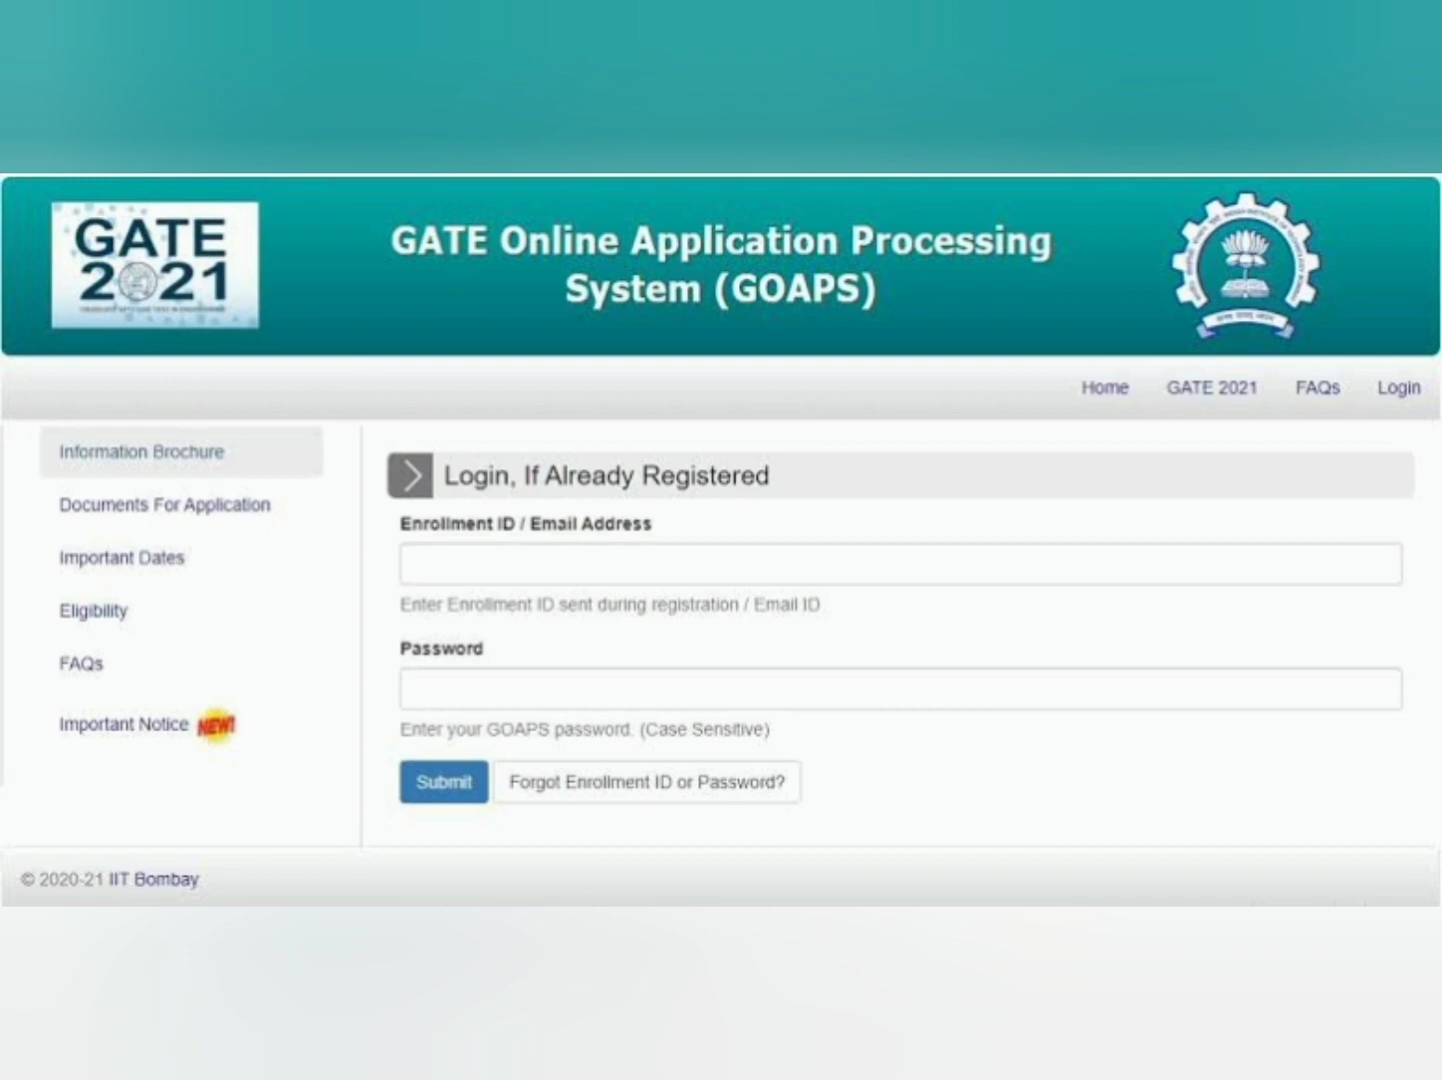 GATE
2021
GATE Online Application Processing
System (GOAPS)
Home GATE 2021 FAQs Login
Information Brochure
Documents For Application
Important Dates
Eligibility
FAQs
Important Notice NEW!
Login, If Already Registered
Enrollment ID / Email Address
Enter Enrollment ID sent during registration / Email ID
Password
Enter your GOAPS password. (Case Sensitive)
Submit Forgot Enrollment ID or Password?
© 2020-21 IIT Bombay